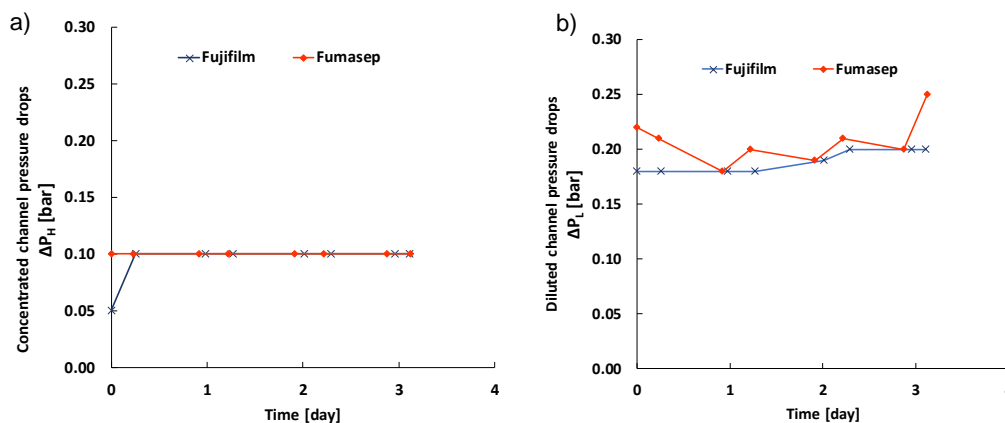 a)
Concentrated channel pressure drops
ΔP_H [bar]
0.30
0.25
0.20
0.15
0.10
0.05
0.00
Fujifilm
Fumasep
0 1 2 3 4
Time [day]
b)
Diluted channel pressure drops
ΔP_L [bar]
0.30
0.25
0.20
0.15
0.10
0.05
0.00
Fujifilm
Fumasep
0 1 2 3
Time [day]